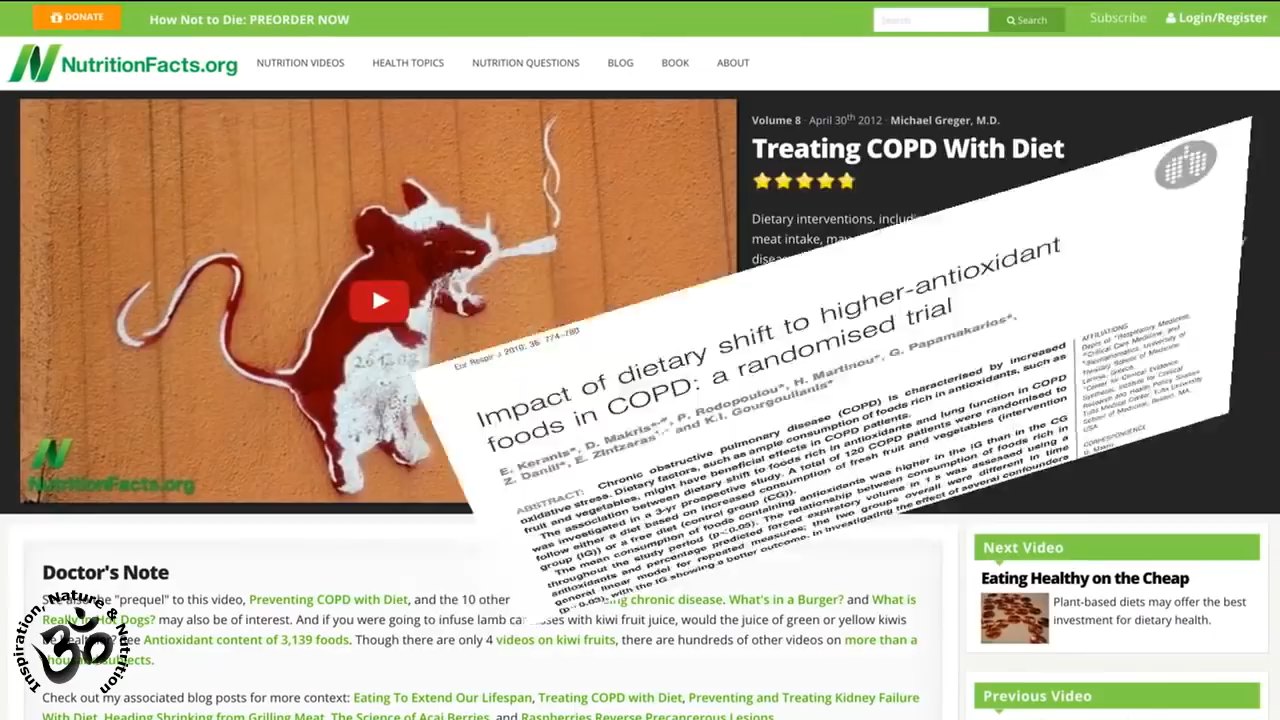 DONATE
How Not to Die: PREORDER NOW
Search
Search
Subscribe
Login/Register
NutritionFacts.org
NUTRITION VIDEOS
HEALTH TOPICS
NUTRITION QUESTIONS
BLOG
BOOK
ABOUT
Volume 8 · April 30th 2012 · Michael Greger, M.D.
Treating COPD With Diet
Dietary interventions, includ
meat intake, may
disea
NutritionFacts.org
Eur Respir J 2010; 36: 774–780
Impact of dietary shift to higher-antioxidant
foods in COPD: a randomised trial
E. Keranis*, D. Makris*, P. Rodopoulou*, H. Martinou*, G. Papamakarios*,
Z. Daniil*, E. Zintzaras and K.I. Gourgoulianis*
ABSTRACT: Chronic obstructive pulmonary disease (COPD) is characterised by increased
oxidative stress. Dietary factors, such as ample consumption of foods rich in antioxidants, such as
fruit and vegetables, might have beneficial effects in COPD patients.
The association between dietary shift to foods rich in antioxidants and lung function in COPD
was investigated in a 3-yr prospective study. A total of 120 COPD patients were randomised to
follow either a diet based on increased consumption of fresh fruit and vegetables (intervention
group (IG)) or a free diet (control group (CG)).
The mean consumption of foods containing antioxidants was higher in the IG than in the CG
throughout the study period (p<0.05). The relationship between consumption of foods rich in
antioxidants and percentage predicted forced expiratory volume in 1 s was assessed using a
general linear model for repeated measures; the two groups overall were different in time
(p=0.03), with the IG showing a better outcome. In investigating the effect of several confounders
AFFILIATIONS
CORRESPONDENCE
Doctor's Note
the "prequel" to this video, Preventing COPD with Diet, and the 10 other
ng chronic disease. What's in a Burger? and What is
Really in Hot Dogs? may also be of interest. And if you were going to infuse lamb ca
ses with kiwi fruit juice, would the juice of green or yellow kiwis
Antioxidant content of 3,139 foods. Though there are only 4 videos on kiwi fruits, there are hundreds of other videos on more than a
thousand subjects.
Check out my associated blog posts for more context: Eating To Extend Our Lifespan, Treating COPD with Diet, Preventing and Treating Kidney Failure
With Diet, Heading Shrinking from Grilling Meat, The Science of Acai Berries, and Raspberries Reverse Precancerous Lesions.
Next Video
Eating Healthy on the Cheap
Plant-based diets may offer the best
investment for dietary health.
Previous Video
Inspiration, Nature & Nutrition
ॐ